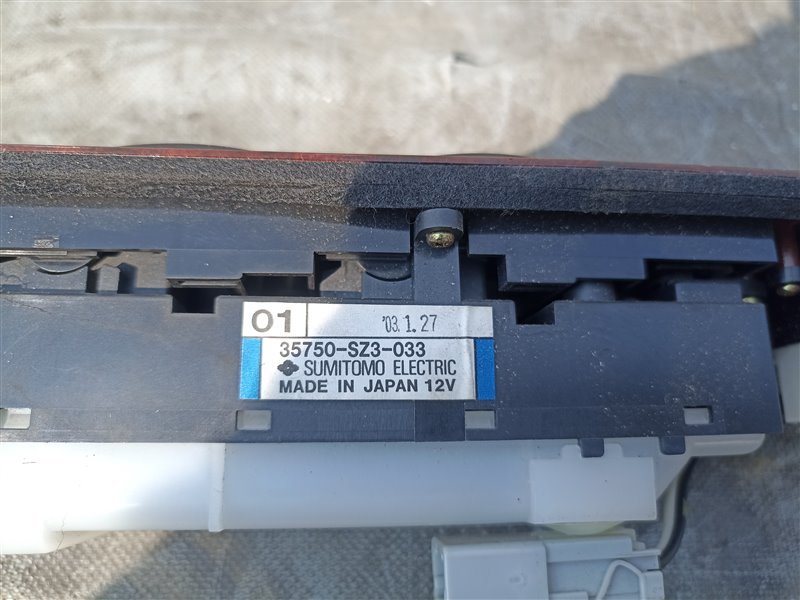 01 '03.1.27
35750-SZ3-033
SUMITOMO ELECTRIC
MADE IN JAPAN 12V